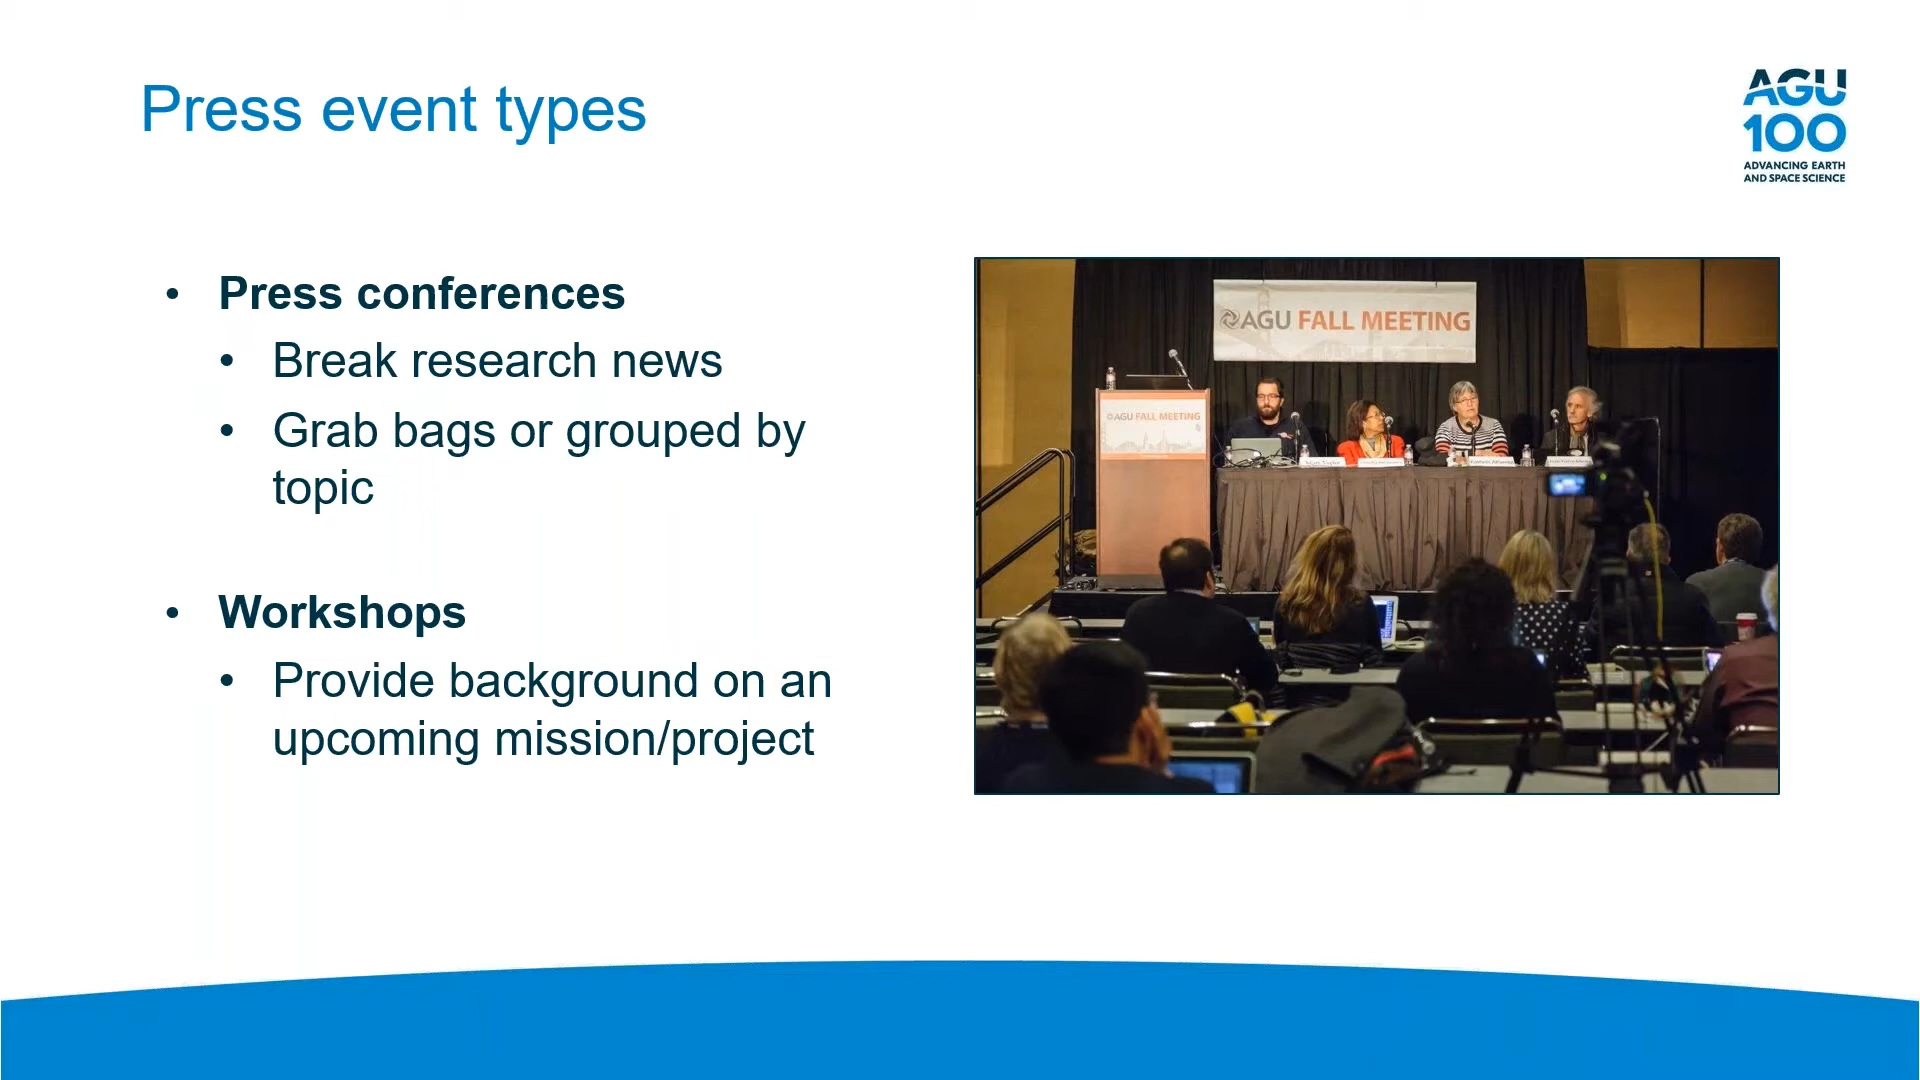 Press event types
AGU
100
ADVANCING EARTH
AND SPACE SCIENCE
• Press conferences
• Break research news
• Grab bags or grouped by
topic
• Workshops
• Provide background on an
upcoming mission/project
AGU FALL MEETING
AGU FALL MEETING